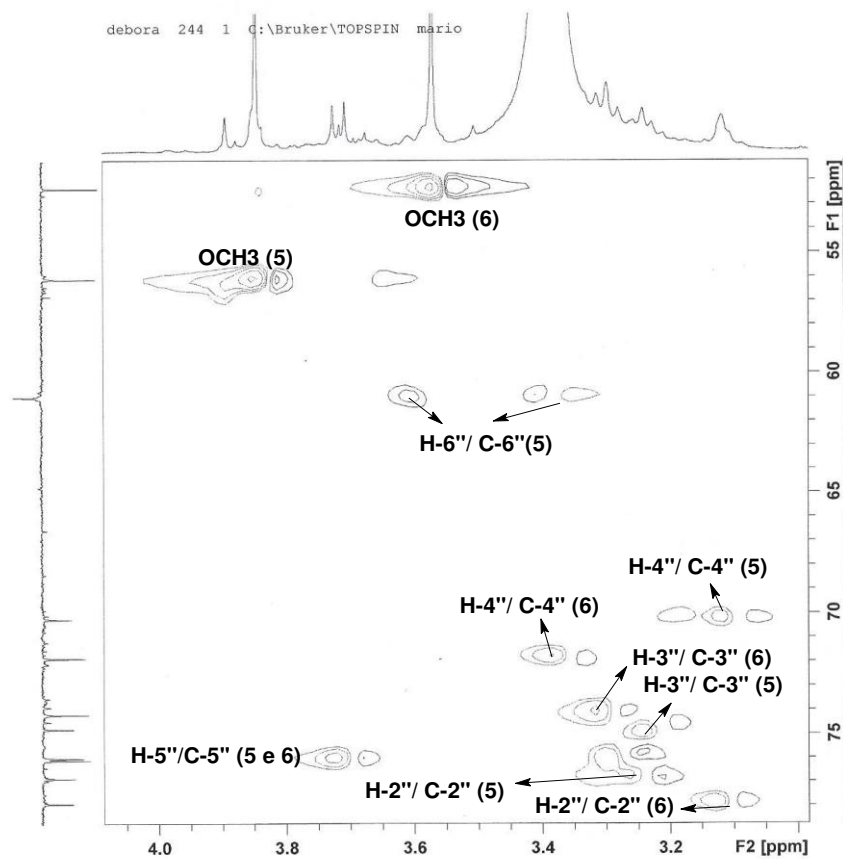 debora 244 1 C:\Bruker\TOPSPIN mario
OCH3 (6)
OCH3 (5)
H-6"/ C-6"(5)
H-4"/ C-4" (5)
H-4"/ C-4" (6)
H-3"/ C-3" (6)
H-3"/ C-3" (5)
H-5"/C-5" (5 e 6)
H-2"/ C-2" (5)
H-2"/ C-2" (6)
F1 [ppm]
55
60
65
70
75
4.0 3.8 3.6 3.4 3.2 F2 [ppm]